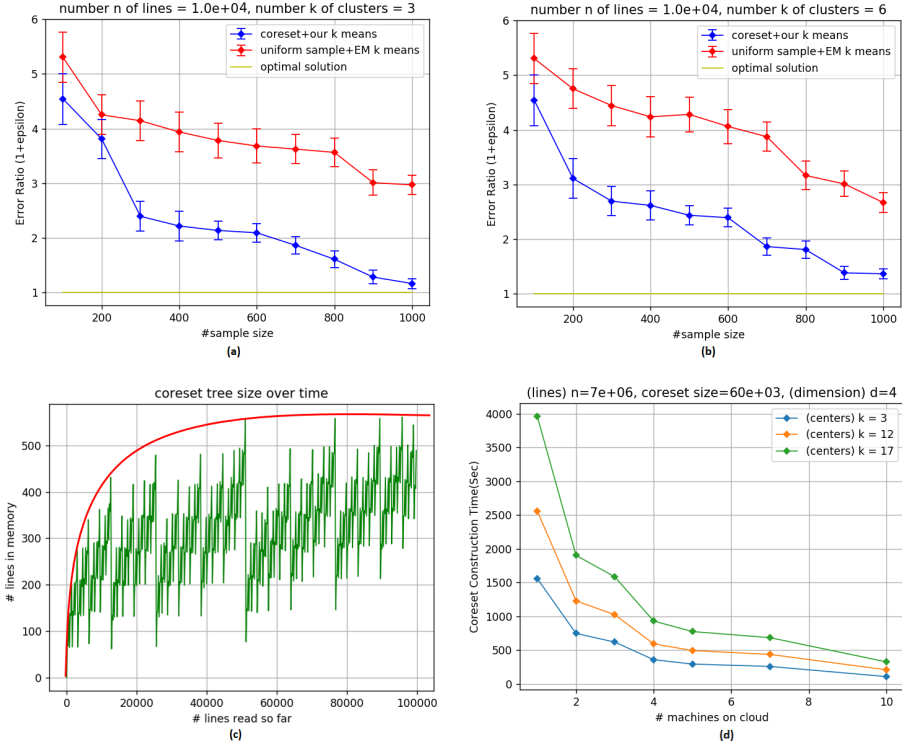 number n of lines = 1.0e+04, number k of clusters = 3
coreset+our k means
uniform sample+EM k means
optimal solution
Error Ratio (1+epsilon)
6
5
4
3
2
1
200
400
600
800
1000
#sample size
(a)
number n of lines = 1.0e+04, number k of clusters = 6
coreset+our k means
uniform sample+EM k means
optimal solution
Error Ratio (1+epsilon)
6
5
4
3
2
1
200
400
600
800
1000
#sample size
(b)
coreset tree size over time
# lines in memory
500
400
300
200
100
0
0
20000
40000
60000
80000
100000
# lines read so far
(c)
(lines) n=7e+06, coreset size=60e+03, (dimension) d=4
(centers) k = 3
(centers) k = 12
(centers) k = 17
Coreset Construction Time(Sec)
4000
3500
3000
2500
2000
1500
1000
500
0
2
4
6
8
10
# machines on cloud
(d)